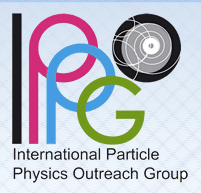 IPPOG
International Particle
Physics Outreach Group